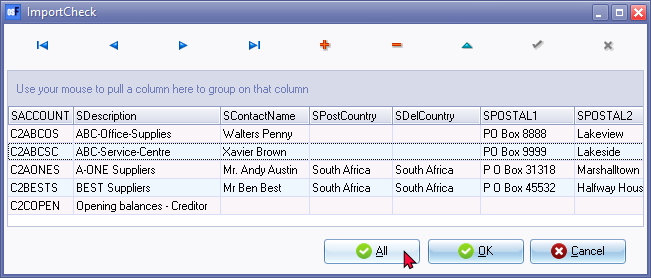 ImportCheck
Use your mouse to pull a column here to group on that column
SACCOUNT SDescription SContactName SPostCountry SDelCountry SPOSTAL1 SPOSTAL2
C2ABCOS ABC-Office-Supplies Walters Penny PO Box 8888 Lakeview
C2ABCSC ABC-Service-Centre Xavier Brown PO Box 9999 Lakeside
C2AONES A-ONE Suppliers Mr. Andy Austin South Africa South Africa P O Box 31318 Marshalltown
C2BESTS BEST Suppliers Mr Ben Best South Africa South Africa P O Box 45532 Halfway Hous
C2COPEN Opening balances - Creditor
All OK Cancel